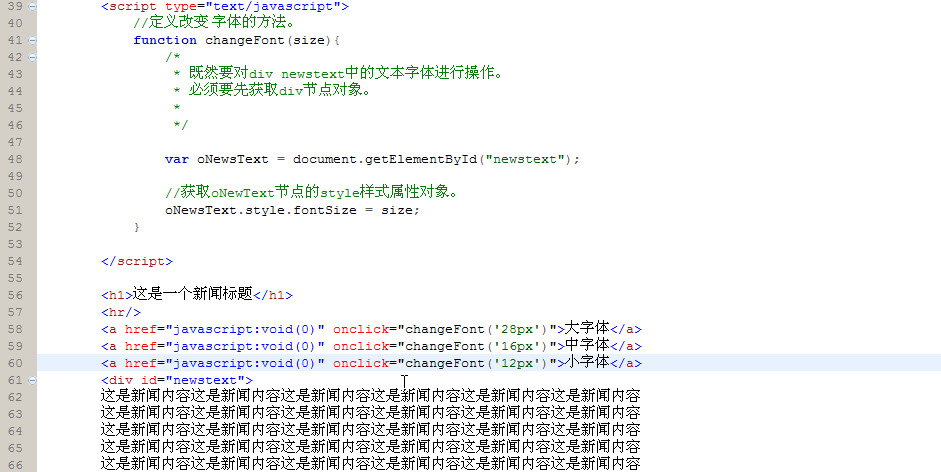 39 <script type="text/javascript">
40 //定义改变字体的方法。
41 function changeFont(size){
42 /*
43 * 既然要对div newstext中的文本字体进行操作。
44 * 必须要先获取div节点对象。
45 *
46 */
47
48 var oNewsText = document.getElementById("newstext");
49
50 //获取oNewText节点的style样式属性对象。
51 oNewsText.style.fontSize = size;
52 }
53
54 </script>
55
56 <h1>这是一个新闻标题</h1>
57 <hr/>
58 <a href="javascript:void(0)" onclick="changeFont('28px')">大字体</a>
59 <a href="javascript:void(0)" onclick="changeFont('16px')">中字体</a>
60 <a href="javascript:void(0)" onclick="changeFont('12px')">小字体</a>
61 <div id="newstext">
62 这是新闻内容这是新闻内容这是新闻内容这是新闻内容这是新闻内容这是新闻内容
63 这是新闻内容这是新闻内容这是新闻内容这是新闻内容这是新闻内容这是新闻内容
64 这是新闻内容这是新闻内容这是新闻内容这是新闻内容这是新闻内容这是新闻内容
65 这是新闻内容这是新闻内容这是新闻内容这是新闻内容这是新闻内容这是新闻内容
66 这是新闻内容这是新闻内容这是新闻内容这是新闻内容这是新闻内容这是新闻内容